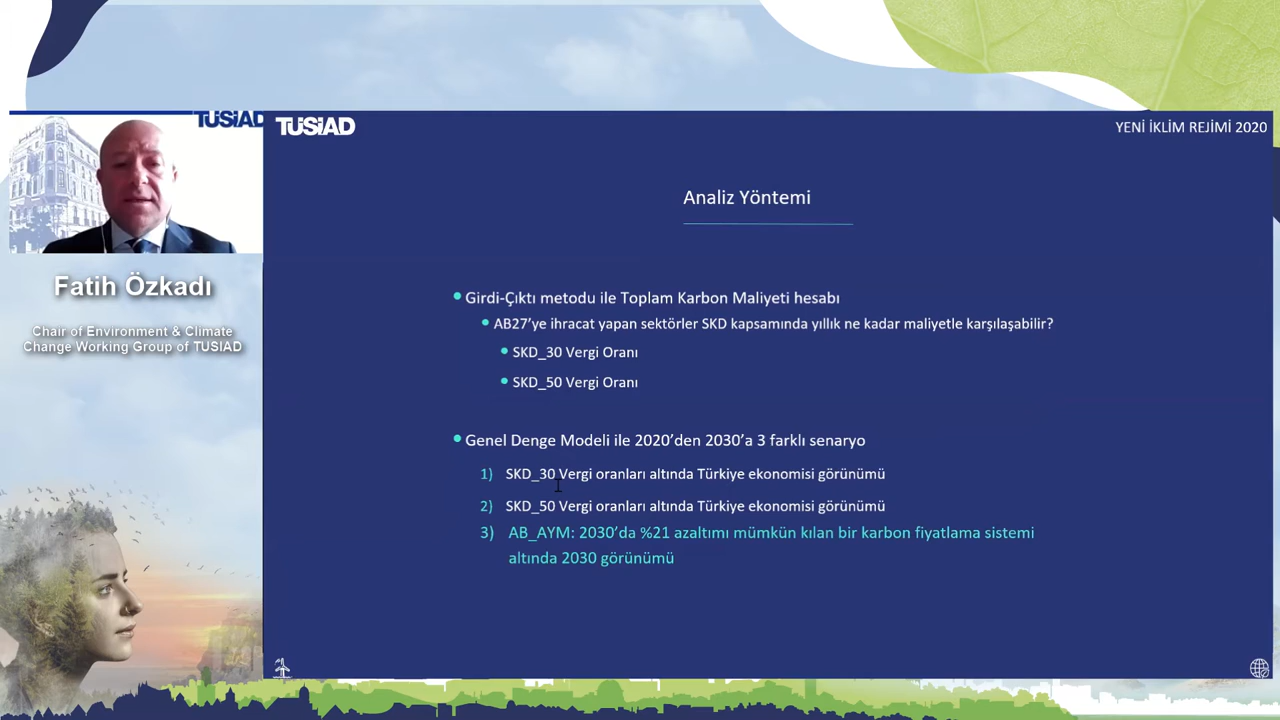 TÜSİAD
TÜSİAD
YENİ İKLİM REJİMİ 2020
Analiz Yöntemi
Fatih Özkadı
Chair of Environment & Climate
Change Working Group of TUSIAD
Girdi-Çıktı metodu ile Toplam Karbon Maliyeti hesabı
AB27’ye ihracat yapan sektörler SKD kapsamında yıllık ne kadar maliyetle karşılaşabilir?
SKD_30 Vergi Oranı
SKD_50 Vergi Oranı
Genel Denge Modeli ile 2020’den 2030’a 3 farklı senaryo
1) SKD_30 Vergi oranları altında Türkiye ekonomisi görünümü
2) SKD_50 Vergi oranları altında Türkiye ekonomisi görünümü
3) AB_AYM: 2030’da %21 azaltımı mümkün kılan bir karbon fiyatlama sistemi
altında 2030 görünümü